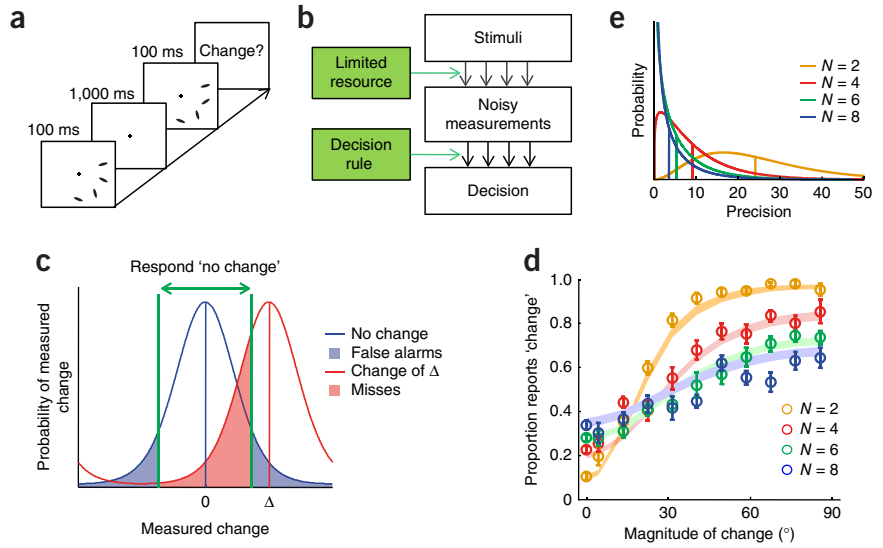 a
100 ms
1,000 ms
100 ms
Change?
b
Limited
resource
Decision
rule
Stimuli
Noisy
measurements
Decision
e
Probability
N = 2
N = 4
N = 6
N = 8
0 10 20 30 40 50
Precision
c
Respond ‘no change’
Probability of measured
change
0 Δ
Measured change
No change
False alarms
Change of Δ
Misses
d
Proportion reports ‘change’
1.0
0.8
0.6
0.4
0.2
0
0 30 60 90
Magnitude of change (°)
N = 2
N = 4
N = 6
N = 8